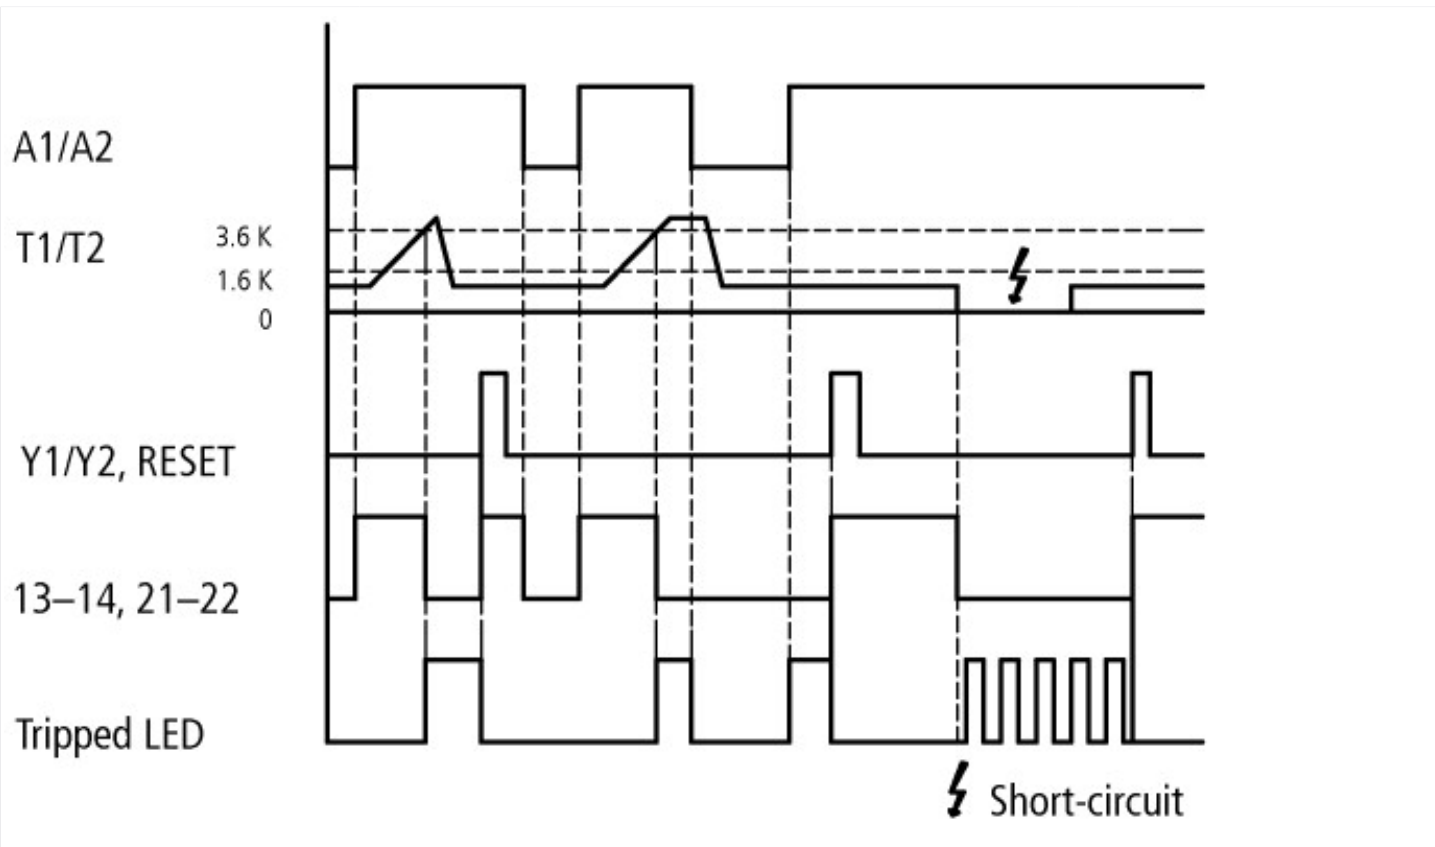 A1/A2
T1/T2
3.6 K
1.6 K
0
Y1/Y2, RESET
13–14, 21–22
Tripped LED
Short-circuit